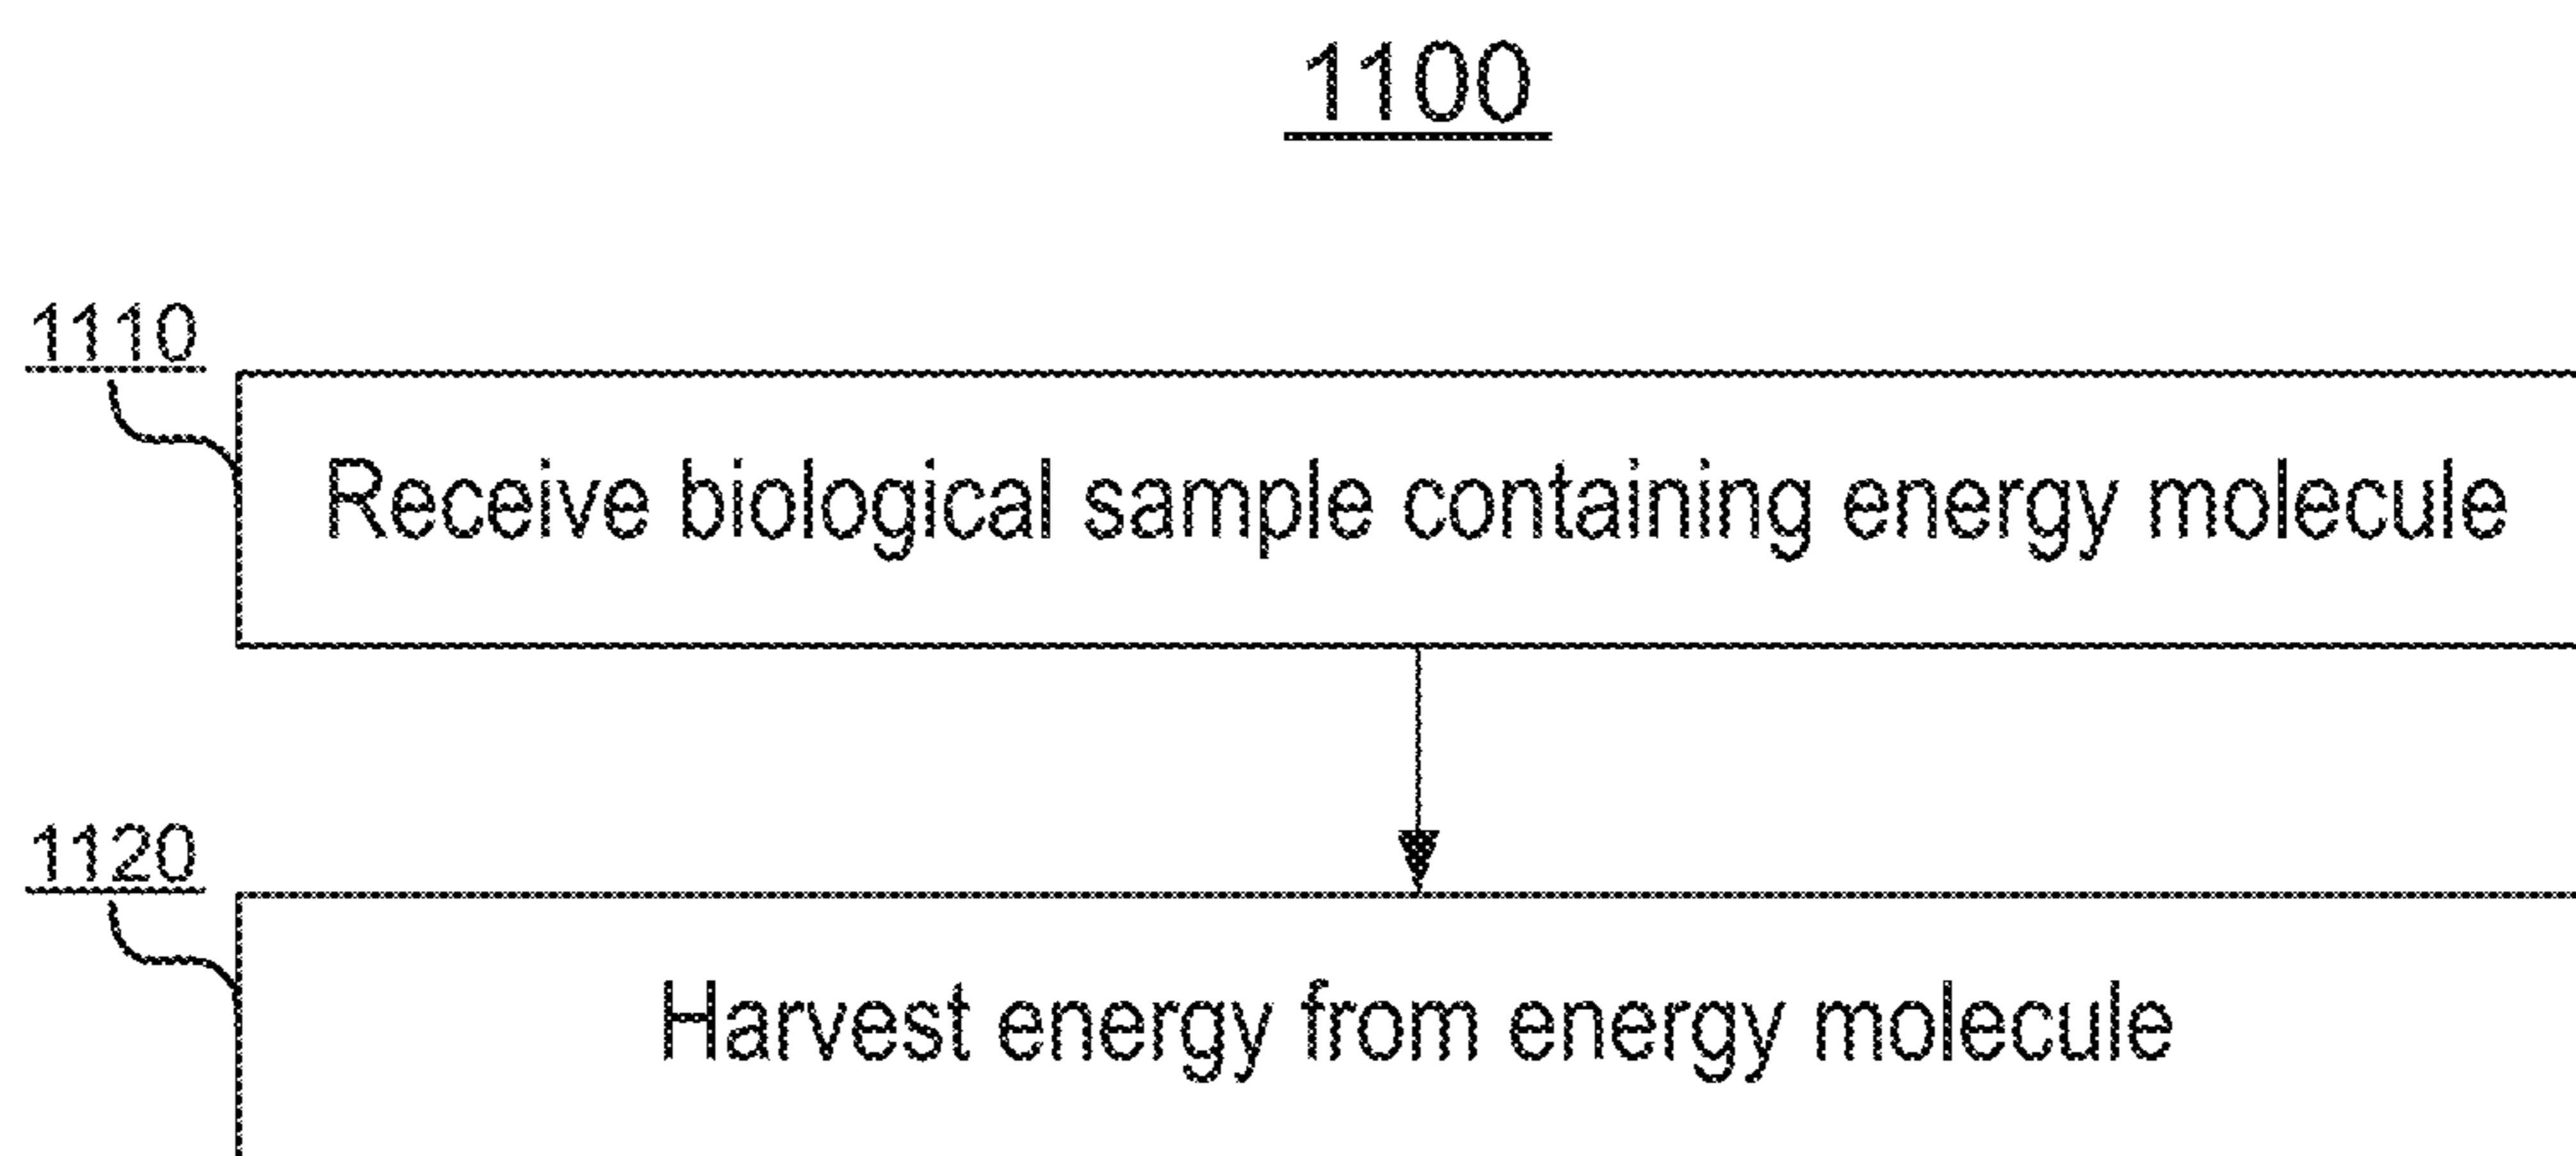 1100
1110
Receive biological sample containing energy molecule
1120
Harvest energy from energy molecule